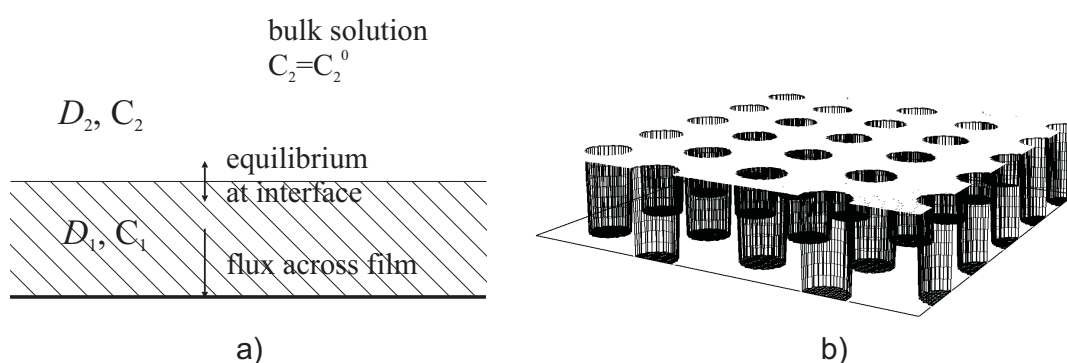 bulk solution
C₂=C₂⁰
D₂, C₂
equilibrium
at interface
D₁, C₁
flux across film
a)
b)